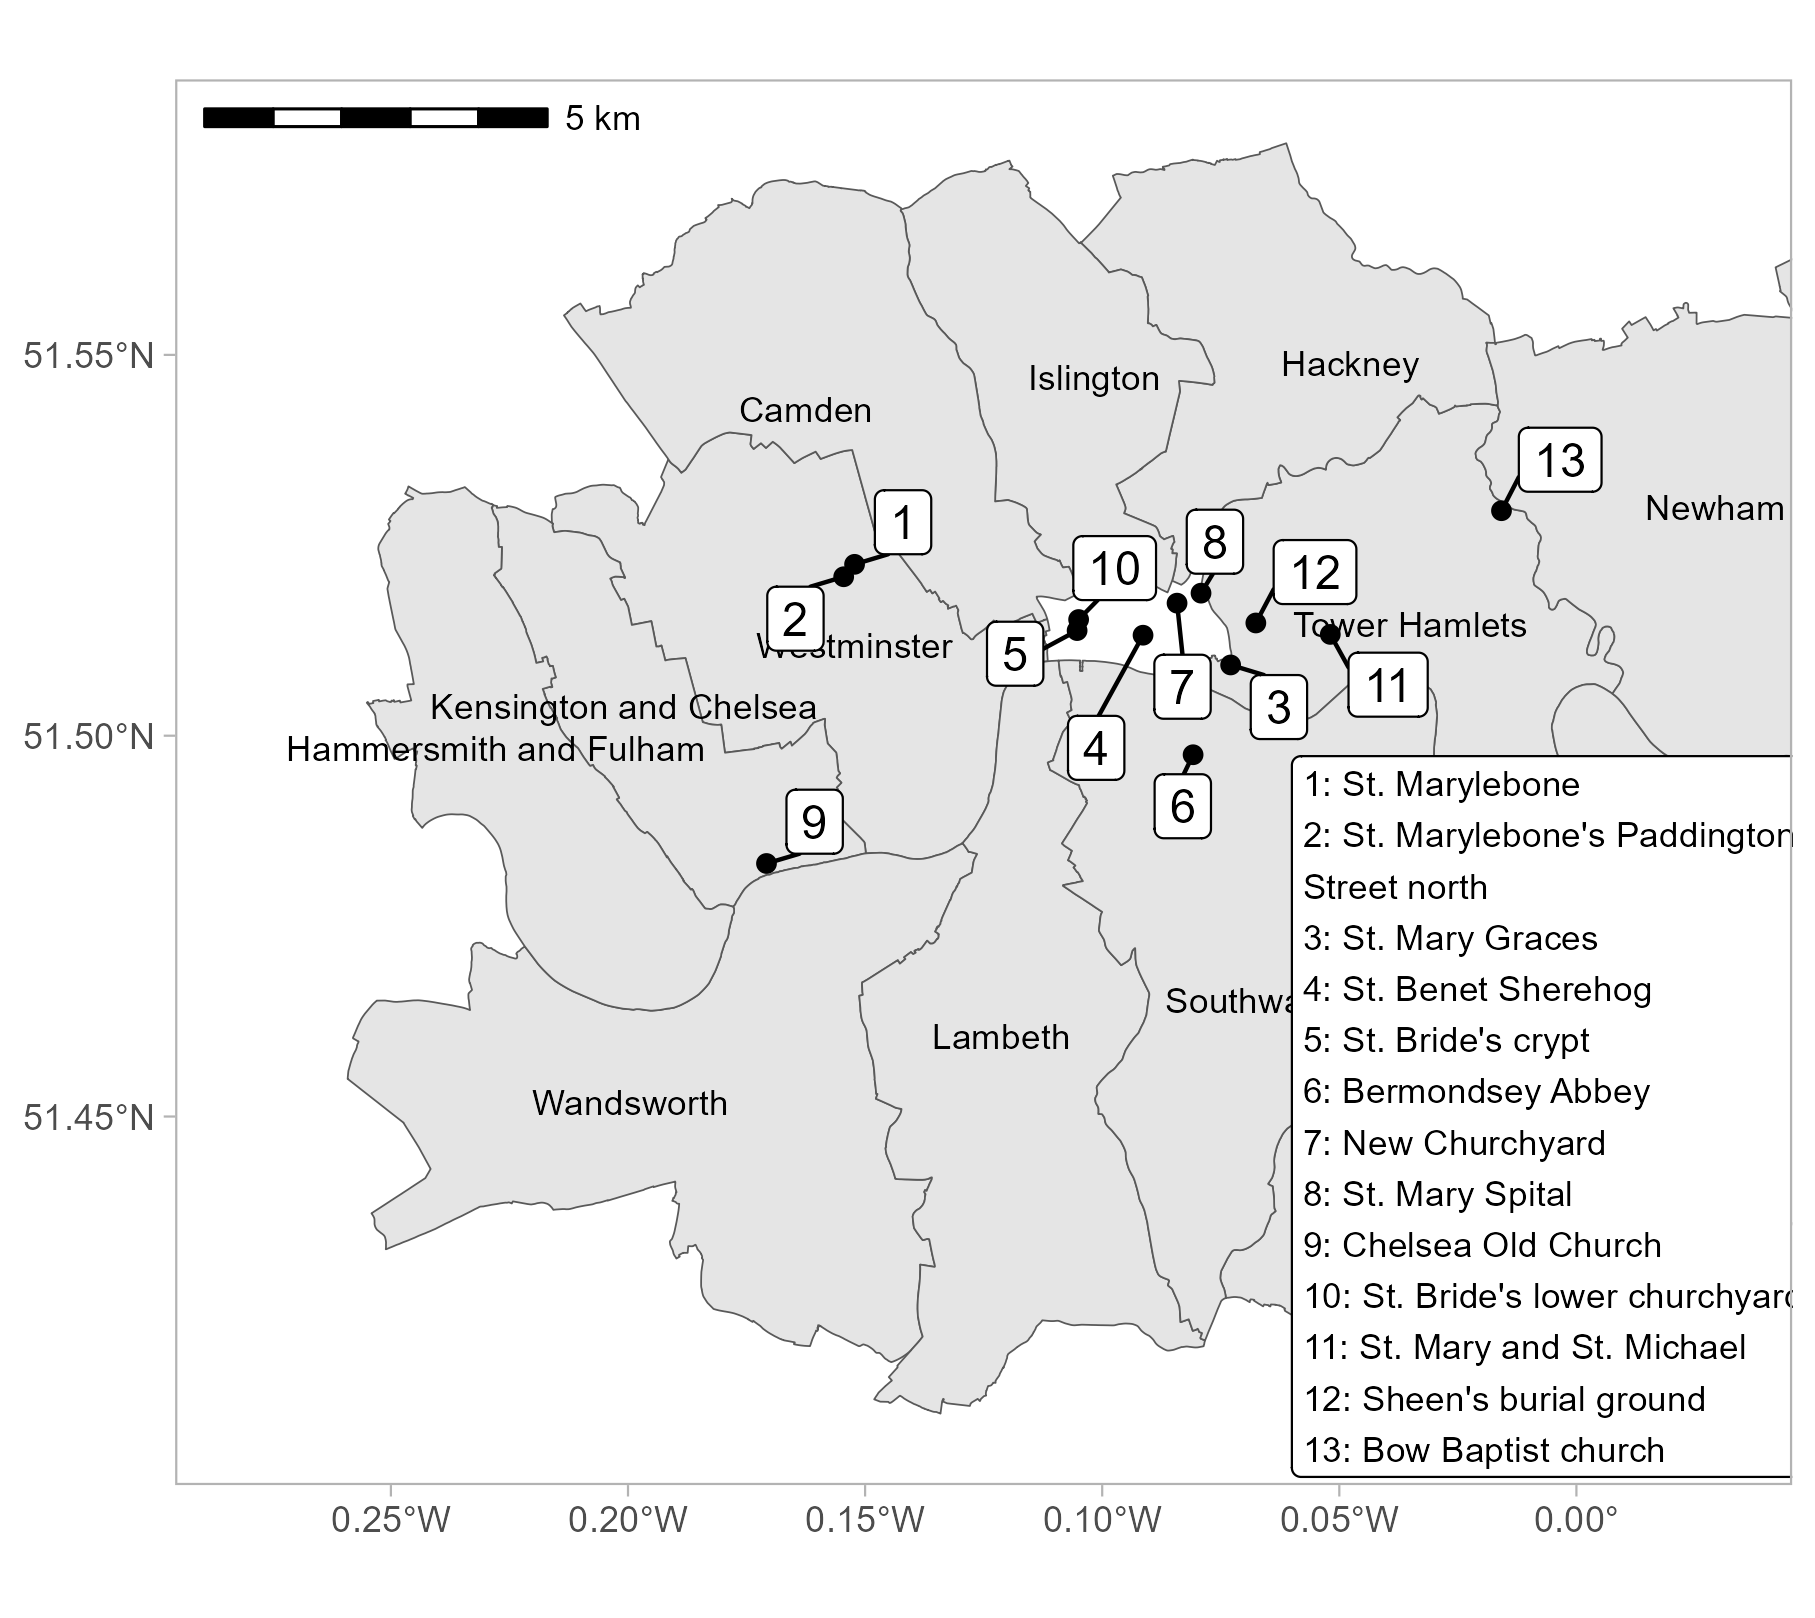 5 km
51.55°N
51.50°N
51.45°N
Hackney
Islington
Camden
13
Newham
1
8
10
12
2
Tower Hamlets
Westminster
5
7
11
3
Kensington and Chelsea
4
Hammersmith and Fulham
6
9
Southwa
Lambeth
Wandsworth
1: St. Marylebone
2: St. Marylebone's Paddington
Street north
3: St. Mary Graces
4: St. Benet Sherehog
5: St. Bride's crypt
6: Bermondsey Abbey
7: New Churchyard
8: St. Mary Spital
9: Chelsea Old Church
10: St. Bride's lower churchyard
11: St. Mary and St. Michael
12: Sheen's burial ground
13: Bow Baptist church
0.25°W
0.20°W
0.15°W
0.10°W
0.05°W
0.00°